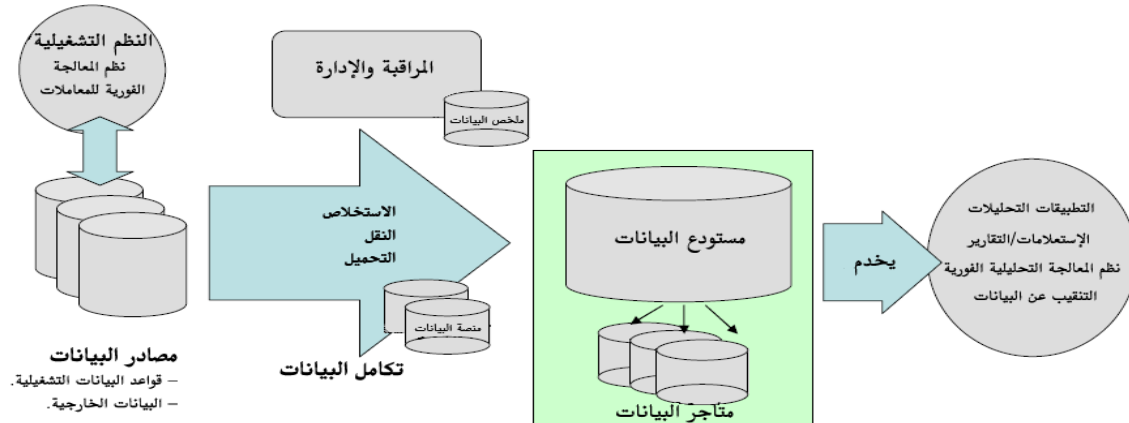 النظم التشغيلية/
نظم المعالجة
الفورية للمعاملات
المراقبة والإدارة
ملخص البيانات
الاستخلاص
النقل
التحميل
منصة البيانات
تكامل البيانات
مصادر البيانات
– قواعد البيانات التشغيلية.
– البيانات الخارجية.
مستودع البيانات
متاجر البيانات
يخدم
التطبيقات التحليلات
الإستعلامات/التقارير
نظم المعالجة التحليلية الفورية
التنقيب عن البيانات